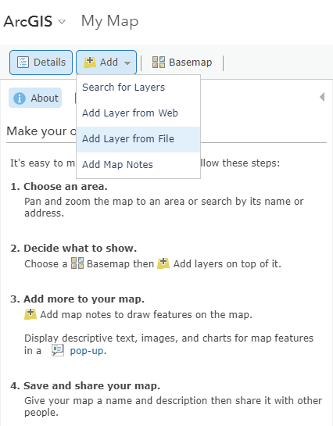 ArcGIS My Map
Details Add Basemap
About
Search for Layers
Add Layer from Web
Add Layer from File
Add Map Notes
Make your o
It's easy to m llow these steps:
1. Choose an area.
Pan and zoom the map to an area or search by its name or
address.
2. Decide what to show.
Choose a Basemap then Add layers on top of it.
3. Add more to your map.
Add map notes to draw features on the map.
Display descriptive text, images, and charts for map features
in a pop-up.
4. Save and share your map.
Give your map a name and description then share it with other
people.